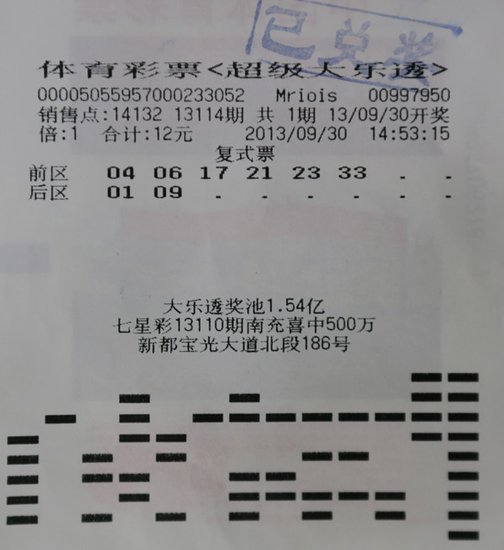 已兑奖
体育彩票<超级大乐透>
00005055957000233052 Mriois 00997950
销售点:14132 13114期 共 1期 13/09/30开奖
倍:1 合计:12元 2013/09/30 14:53:15
复式票
前区 04 06 17 21 23 33 . .
后区 01 09 . . . . . .
大乐透奖池1.54亿
七星彩13110期南充喜中500万
新都宝光大道北段186号